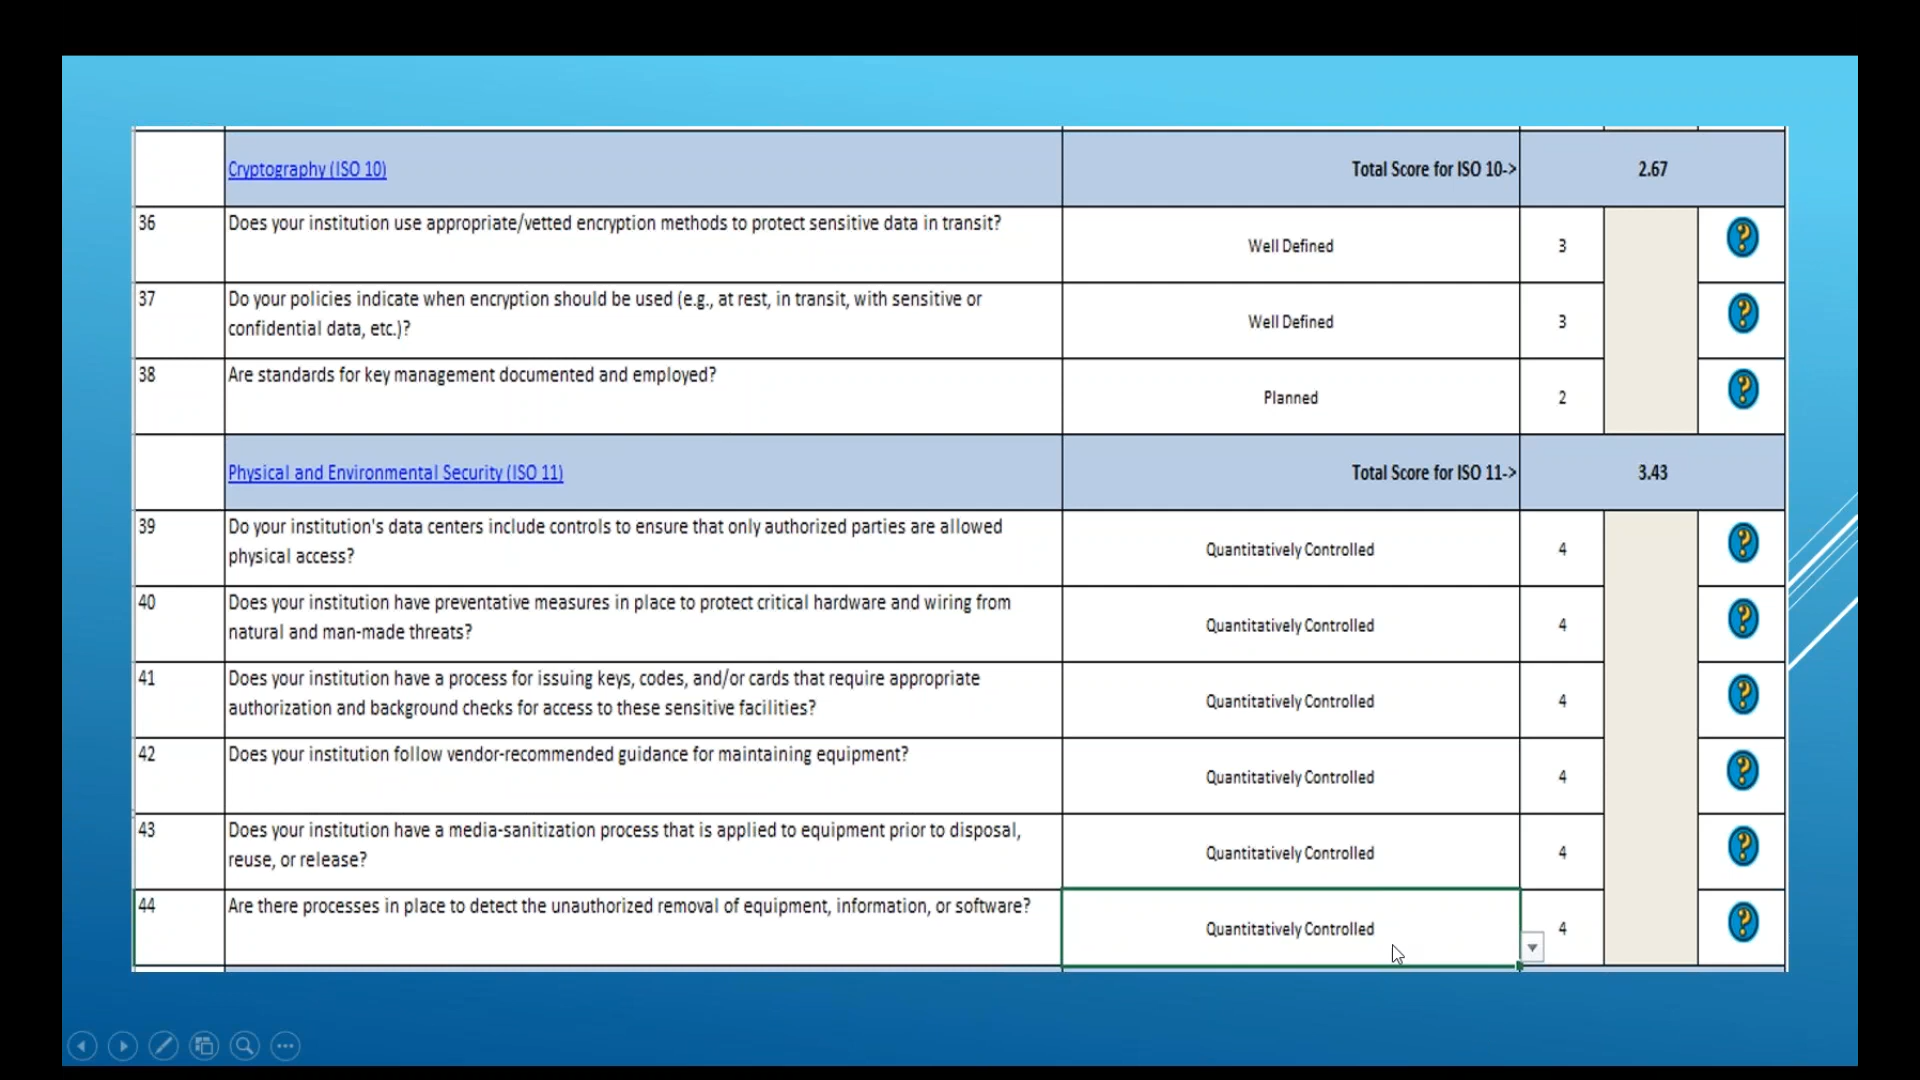 Cryptography (ISO 10) Total Score for ISO 10-> 2.67
36 Does your institution use appropriate/vetted encryption methods to protect sensitive data in transit? Well Defined 3 ?
37 Do your policies indicate when encryption should be used (e.g., at rest, in transit, with sensitive or
confidential data, etc.)? Well Defined 3 ?
38 Are standards for key management documented and employed? Planned 2 ?
Physical and Environmental Security (ISO 11) Total Score for ISO 11-> 3.43
39 Do your institution's data centers include controls to ensure that only authorized parties are allowed
physical access? Quantitatively Controlled 4 ?
40 Does your institution have preventative measures in place to protect critical hardware and wiring from
natural and man-made threats? Quantitatively Controlled 4 ?
41 Does your institution have a process for issuing keys, codes, and/or cards that require appropriate
authorization and background checks for access to these sensitive facilities? Quantitatively Controlled 4 ?
42 Does your institution follow vendor-recommended guidance for maintaining equipment? Quantitatively Controlled 4 ?
43 Does your institution have a media-sanitization process that is applied to equipment prior to disposal,
reuse, or release? Quantitatively Controlled 4 ?
44 Are there processes in place to detect the unauthorized removal of equipment, information, or software? Quantitatively Controlled 4 ?